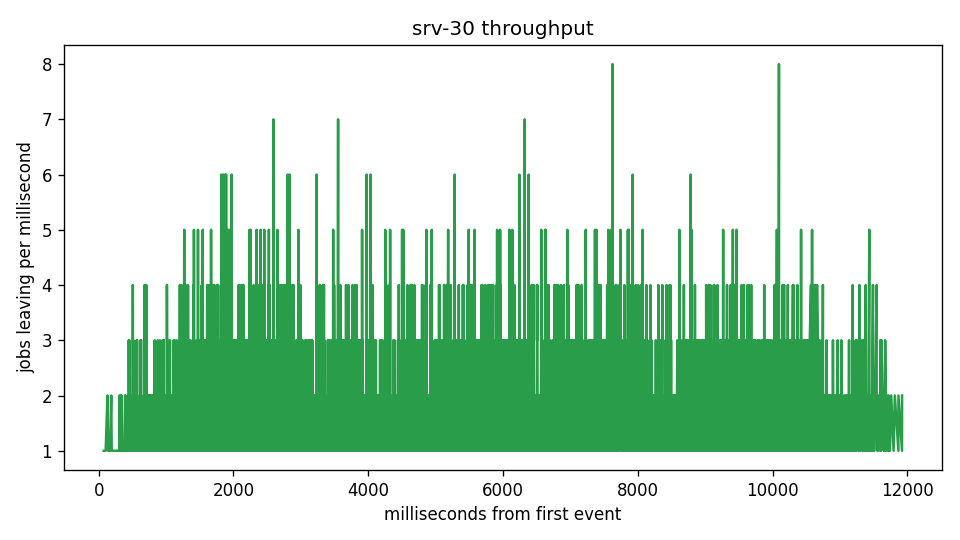 srv-30 throughput
jobs leaving per millisecond
8
7
6
5
4
3
2
1
0 2000 4000 6000 8000 10000 12000
milliseconds from first event